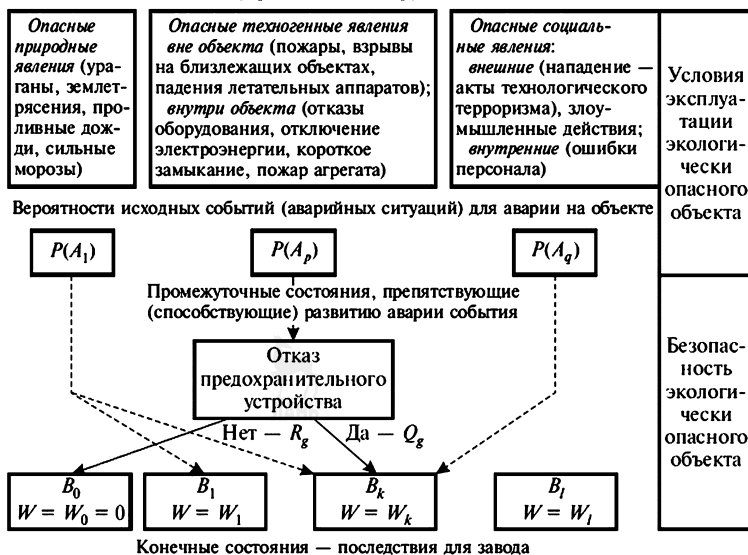 Опасные
природные
явления (ура-
ганы, землет-
рясения, про-
ливные дож-
ди, сильные
морозы)
Опасные техногенные явления
вне объекта (пожары, взрывы
на близлежащих объектах,
падения летательных аппаратов);
внутри объекта (отказы
оборудования, отключение
электроэнергии, короткое
замыкание, пожар агрегата)
Опасные социаль-
ные явления:
внешние (нападение —
акты технологического
терроризма), злоу-
мышленные действия;
внутренние (ошибки
персонала)
Условия
эксплуа-
тации
экологи-
чески
опасного
объекта
Вероятности исходных событий (аварийных ситуаций) для аварии на объекте
P(A₁)
P(Aₚ)
P(A_q)
Промежуточные состояния, препятствующие
(способствующие) развитию аварии события
Отказ
предохранительного
устройства
Нет — R_g
Да — Q_g
Безопас-
ность
экологи-
чески
опасного
объекта
B₀
W = W₀ = 0
B₁
W = W₁
Bₖ
W = Wₖ
B_l
W = W_l
Конечные состояния — последствия для завода